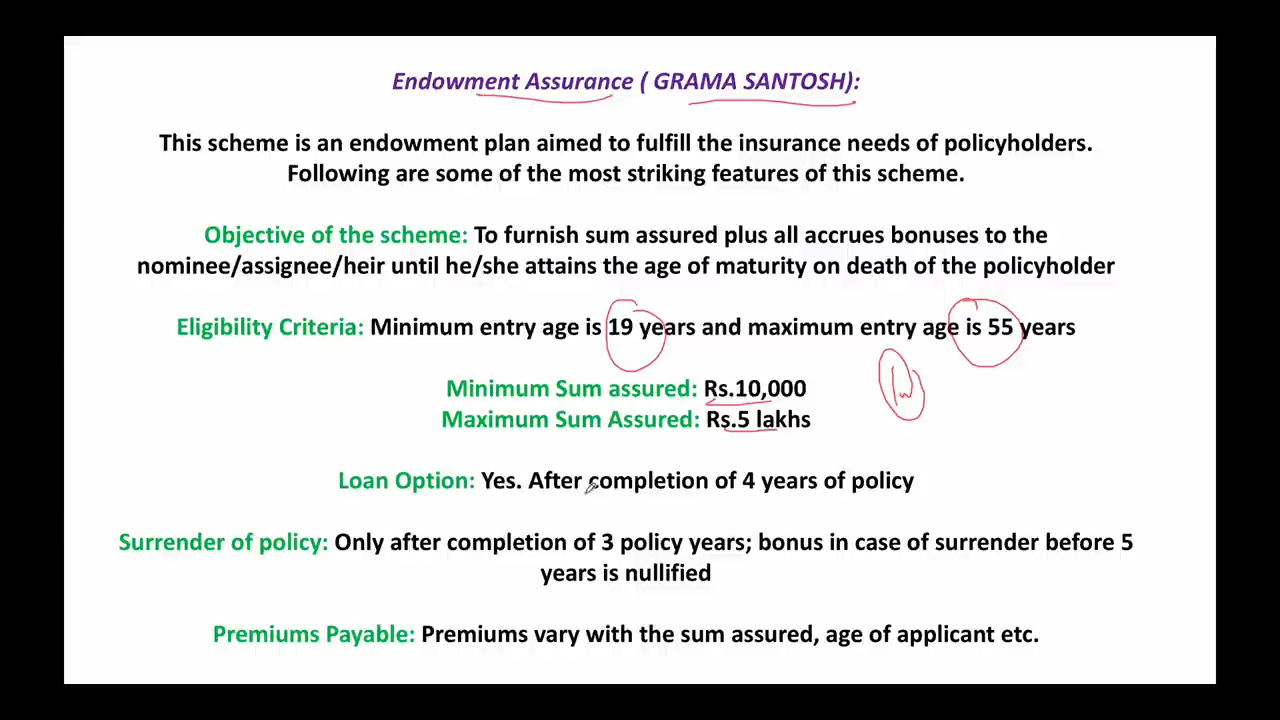 Endowment Assurance ( GRAMA SANTOSH):
This scheme is an endowment plan aimed to fulfill the insurance needs of policyholders.
Following are some of the most striking features of this scheme.
Objective of the scheme: To furnish sum assured plus all accrues bonuses to the
nominee/assignee/heir until he/she attains the age of maturity on death of the policyholder
Eligibility Criteria: Minimum entry age is 19 years and maximum entry age is 55 years
Minimum Sum assured: Rs.10,000
Maximum Sum Assured: Rs.5 lakhs
Loan Option: Yes. After completion of 4 years of policy
Surrender of policy: Only after completion of 3 policy years; bonus in case of surrender before 5
years is nullified
Premiums Payable: Premiums vary with the sum assured, age of applicant etc.